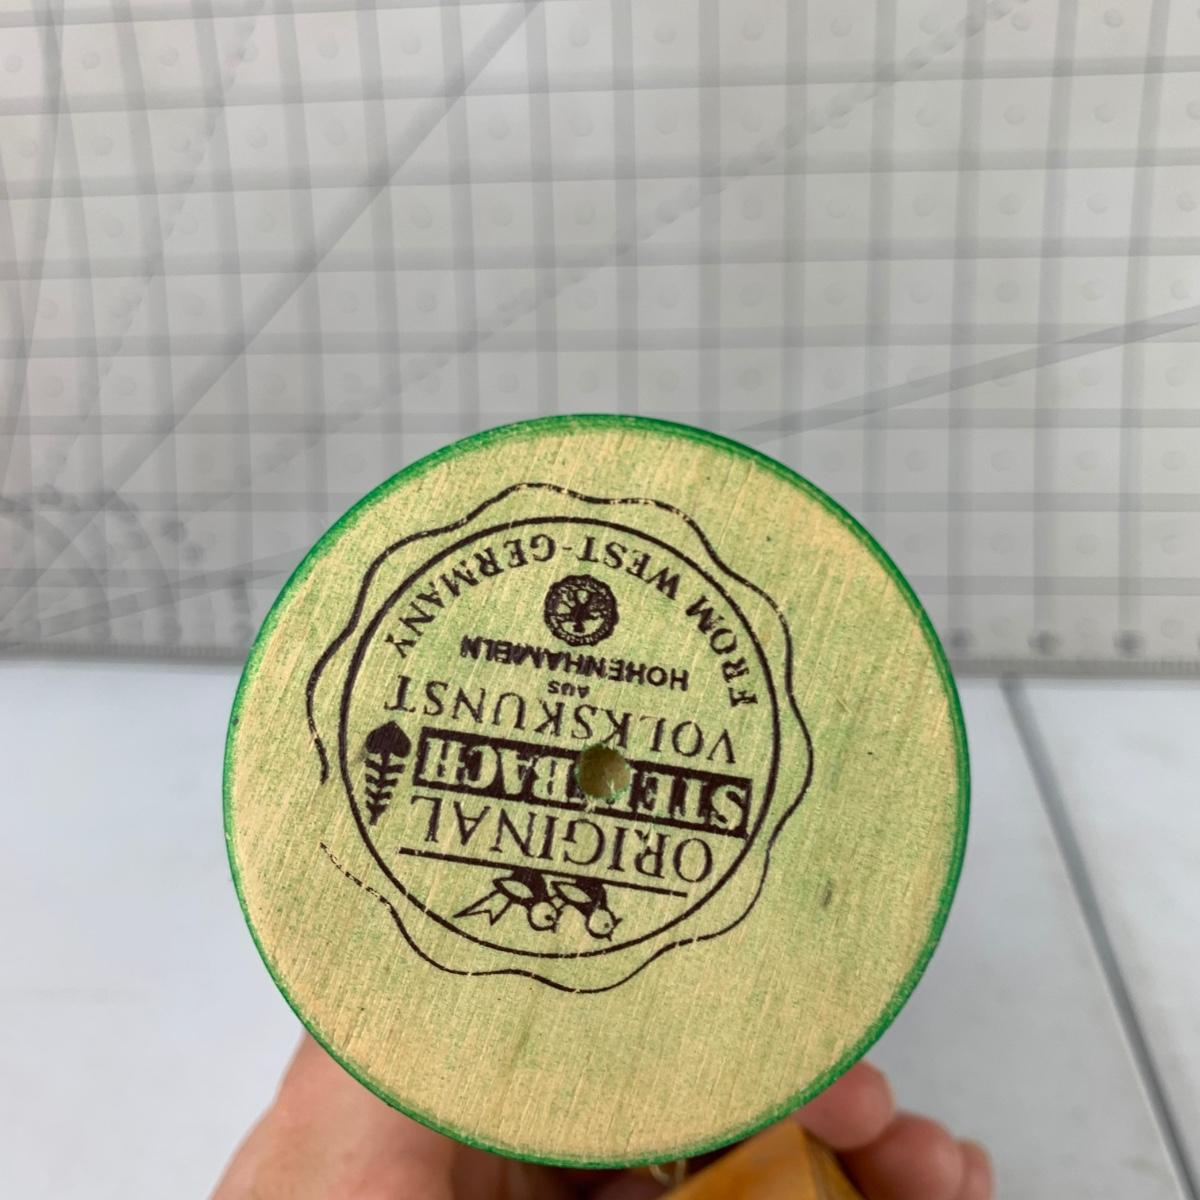 ORIGINAL
STEINBACH
VOLKSKUNST
AUS
HOHENHAMELN
FROM WEST-GERMANY